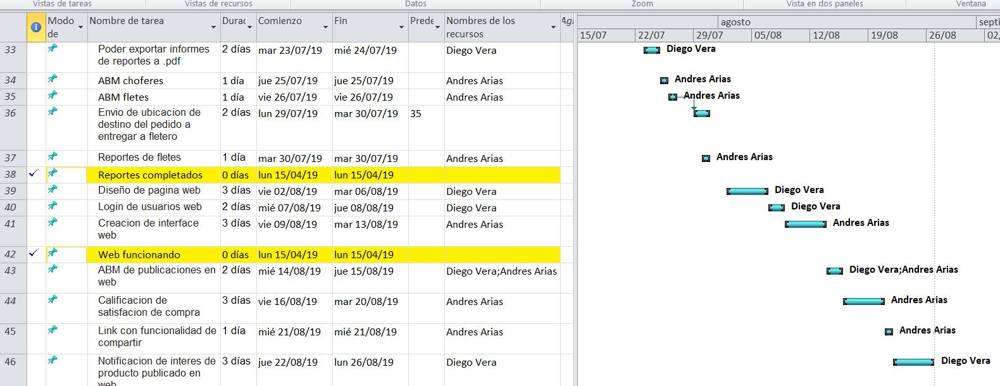 Vistas de tareas Vistas de recursos Datos Zoom Vista en dos paneles Ventana
Modo de Nombre de tarea Durac Comienzo Fin Prede Nombres de los recursos Agr
agosto septi
15/07 22/07 29/07 05/08 12/08 19/08 26/08 02/
33 Poder exportar informes de reportes a .pdf 2 días mar 23/07/19 mié 24/07/19 Diego Vera Diego Vera
34 ABM choferes 1 día jue 25/07/19 jue 25/07/19 Andres Arias Andres Arias
35 ABM fletes 1 día vie 26/07/19 vie 26/07/19 Andres Arias Andres Arias
36 Envio de ubicacion de destino del pedido a entregar a fletero 2 días lun 29/07/19 mar 30/07/19 35
37 Reportes de fletes 1 día mar 30/07/19 mar 30/07/19 Andres Arias Andres Arias
38 Reportes completados 0 días lun 15/04/19 lun 15/04/19
39 Diseño de pagina web 3 días vie 02/08/19 mar 06/08/19 Diego Vera Diego Vera
40 Login de usuarios web 2 días mié 07/08/19 jue 08/08/19 Diego Vera Diego Vera
41 Creacion de interface web 3 días vie 09/08/19 mar 13/08/19 Andres Arias Andres Arias
42 Web funcionando 0 días lun 15/04/19 lun 15/04/19
43 ABM de publicaciones en web 2 días mié 14/08/19 jue 15/08/19 Diego Vera;Andres Arias Diego Vera;Andres Arias
44 Calificacion de satisfacion de compra 3 días vie 16/08/19 mar 20/08/19 Andres Arias Andres Arias
45 Link con funcionalidad de compartir 1 día mié 21/08/19 mié 21/08/19 Andres Arias Andres Arias
46 Notificacion de interes de producto publicado en web 3 días jue 22/08/19 lun 26/08/19 Diego Vera Diego Vera